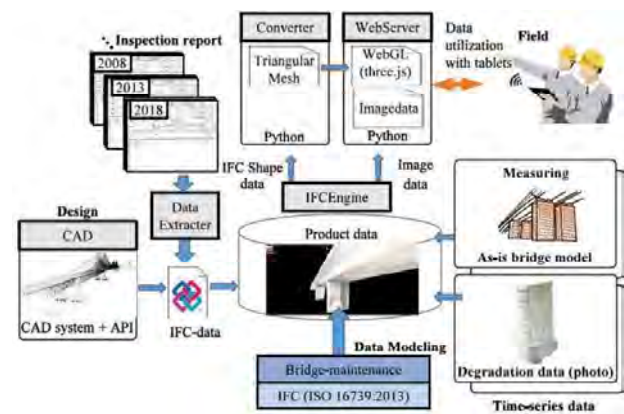 Inspection report
2008
2013
2018
Converter
Triangular
Mesh
Python
WebServer
WebGL
(three.js)
Imagedata
Python
Data
utilization
with tablets
Field
IFC Shape
data
Image
data
IFCEngine
Data
Extracter
Design
CAD
CAD system + API
IFC-data
Product data
Measuring
As-is bridge model
Degradation data (photo)
Time-series data
Data Modeling
Bridge-maintenance
IFC (ISO 16739:2013)